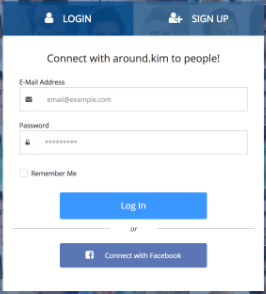 LOGIN
SIGN UP
Connect with around.kim to people!
E-Mail Address
email@example.com
Password
*********
Remember Me
Log In
or
Connect with Facebook